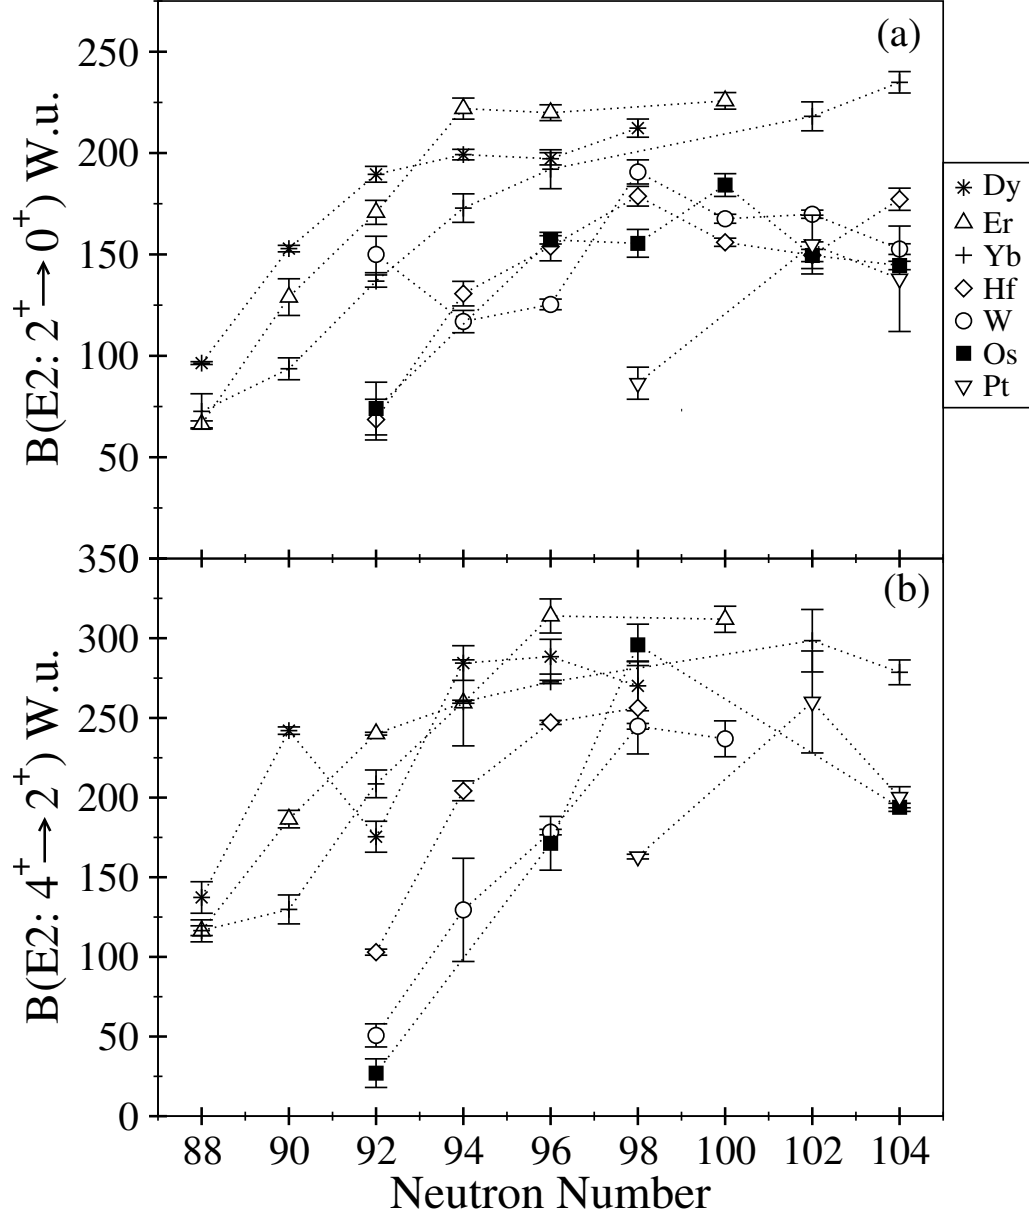 (a)
250
200
150
100
50
B(E2: 2⁺→0⁺) W.u.
Dy
Er
Yb
Hf
W
Os
Pt
(b)
350
300
250
200
150
100
50
0
B(E2: 4⁺→2⁺) W.u.
88 90 92 94 96 98 100 102 104
Neutron Number